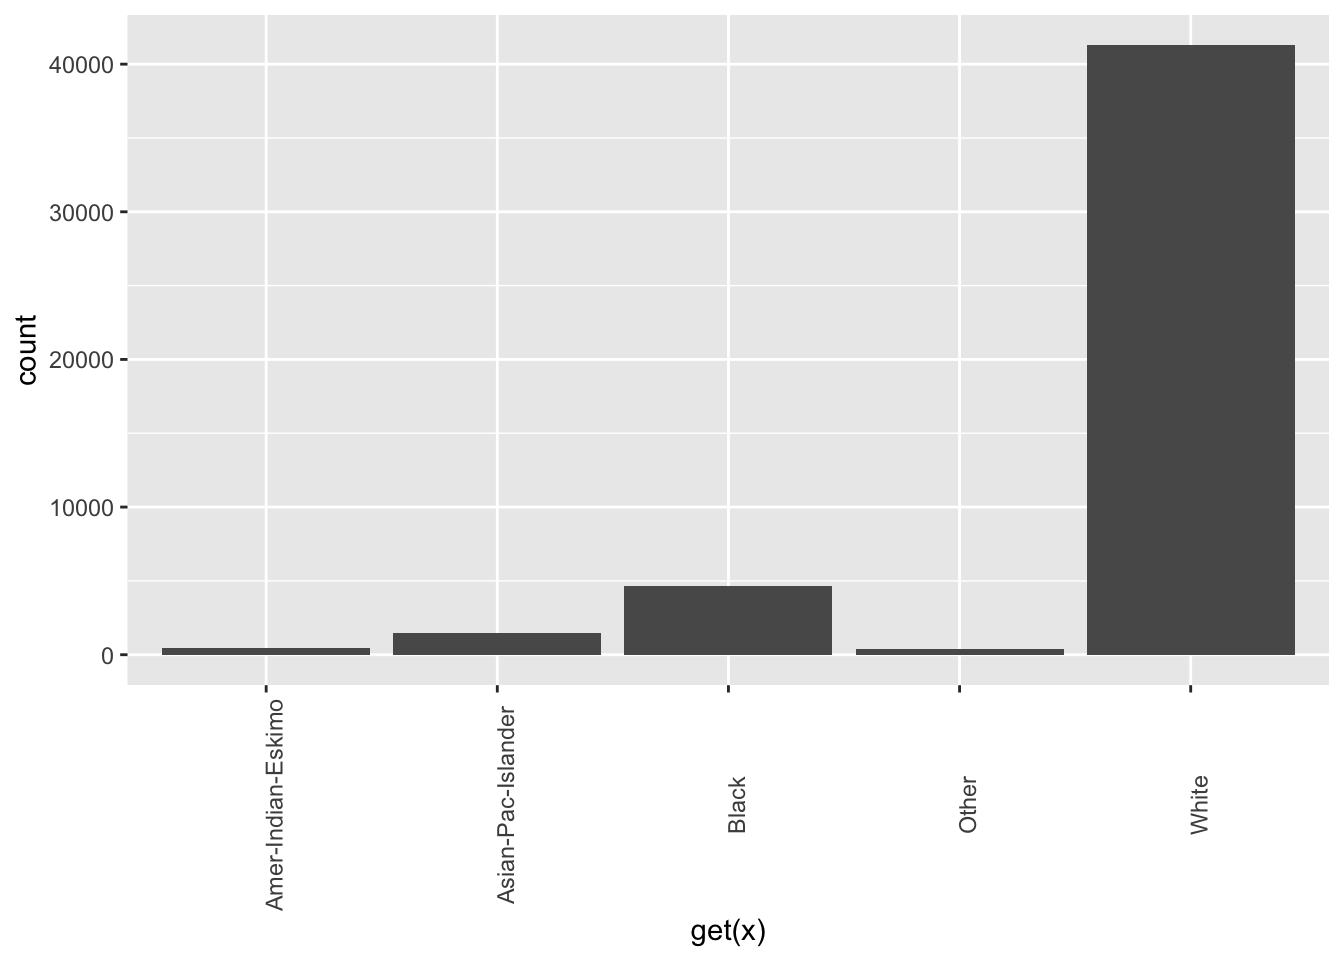 40000
30000
20000
10000
0
count
Amer-Indian-Eskimo
Asian-Pac-Islander
Black
Other
White
get(x)